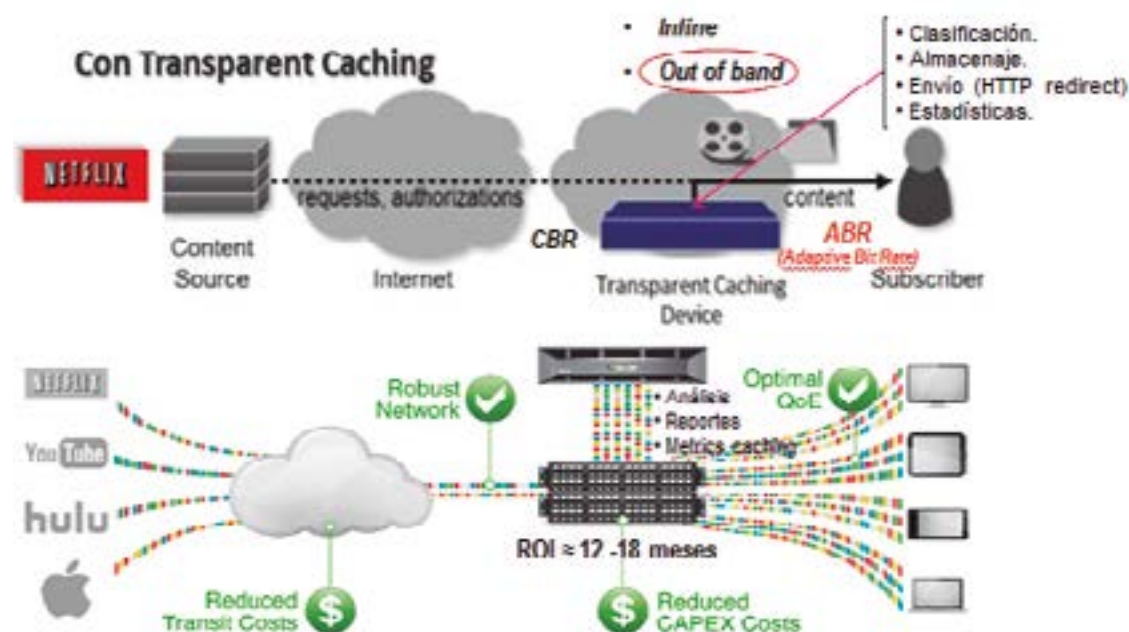 Con Transparent Caching
• Inline
• Out of band
• Clasificación.
• Almacenaje.
• Envío (HTTP redirect)
• Estadísticas.
NETFLIX
requests, authorizations
content
CBR
ABR
(Adaptive Bit Rate)
Content
Source
Internet
Transparent Caching
Device
Subscriber
NETFLIX
Robust
Network
Optimal
QoE
• Análisis
• Reportes
• Metrics caching
You Tube
hulu
ROI ≈ 12 -18 meses
Reduced
Transit Costs
$
$
Reduced
CAPEX Costs